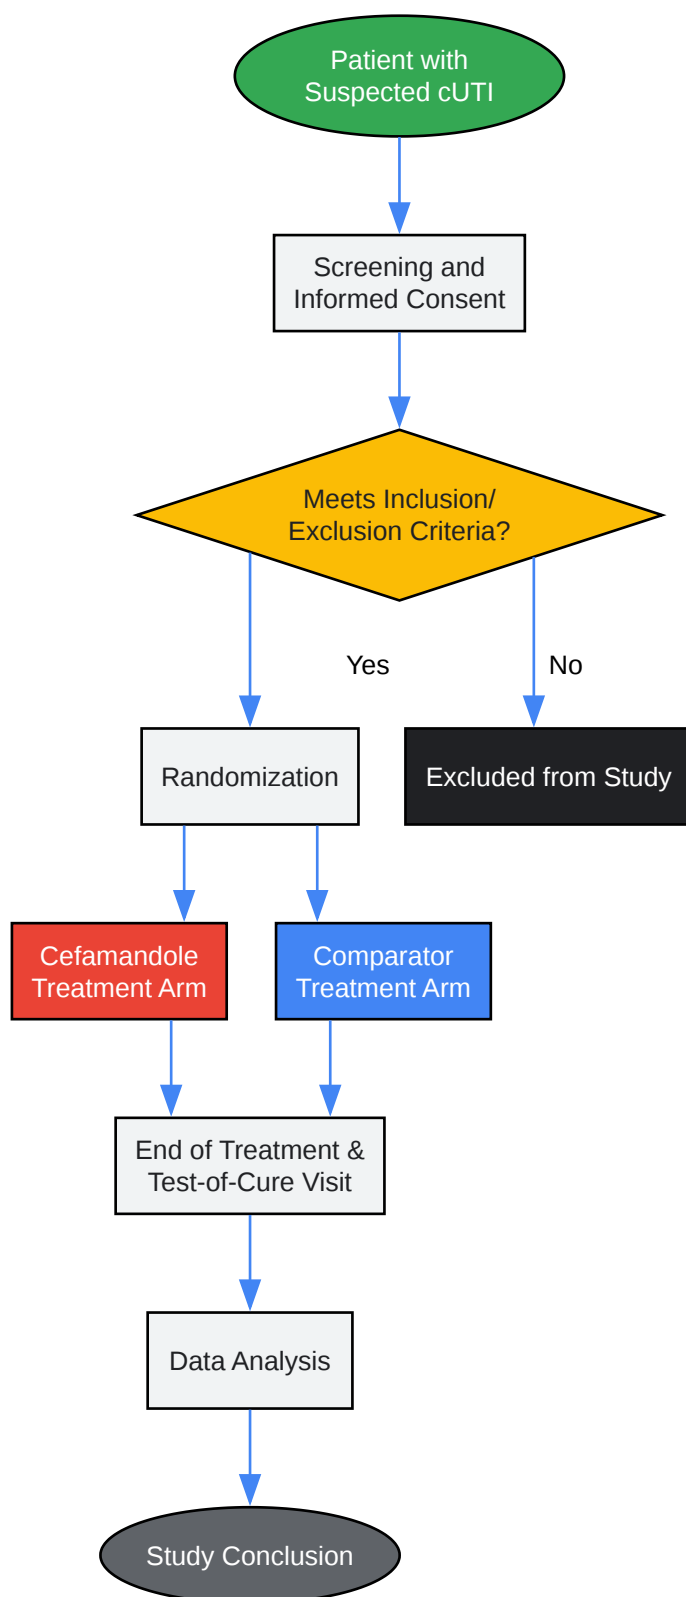 Patient with
Suspected cUTI
Screening and
Informed Consent
Meets Inclusion/
Exclusion Criteria?
Yes
No
Randomization
Excluded from Study
Cefamandole
Treatment Arm
Comparator
Treatment Arm
End of Treatment &
Test-of-Cure Visit
Data Analysis
Study Conclusion